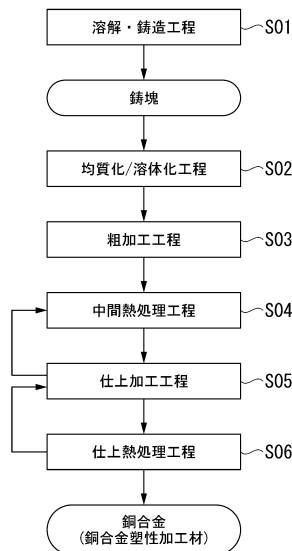 溶解・鋳造工程
S01
鋳塊
均質化/溶体化工程
S02
粗加工工程
S03
中間熱処理工程
S04
仕上加工工程
S05
仕上熱処理工程
S06
銅合金
(銅合金塑性加工材)